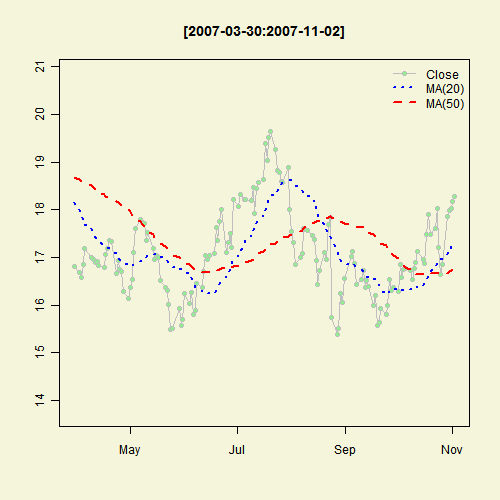 [2007-03-30:2007-11-02]
Close
MA(20)
MA(50)
21
20
19
18
17
16
15
14
May
Jul
Sep
Nov